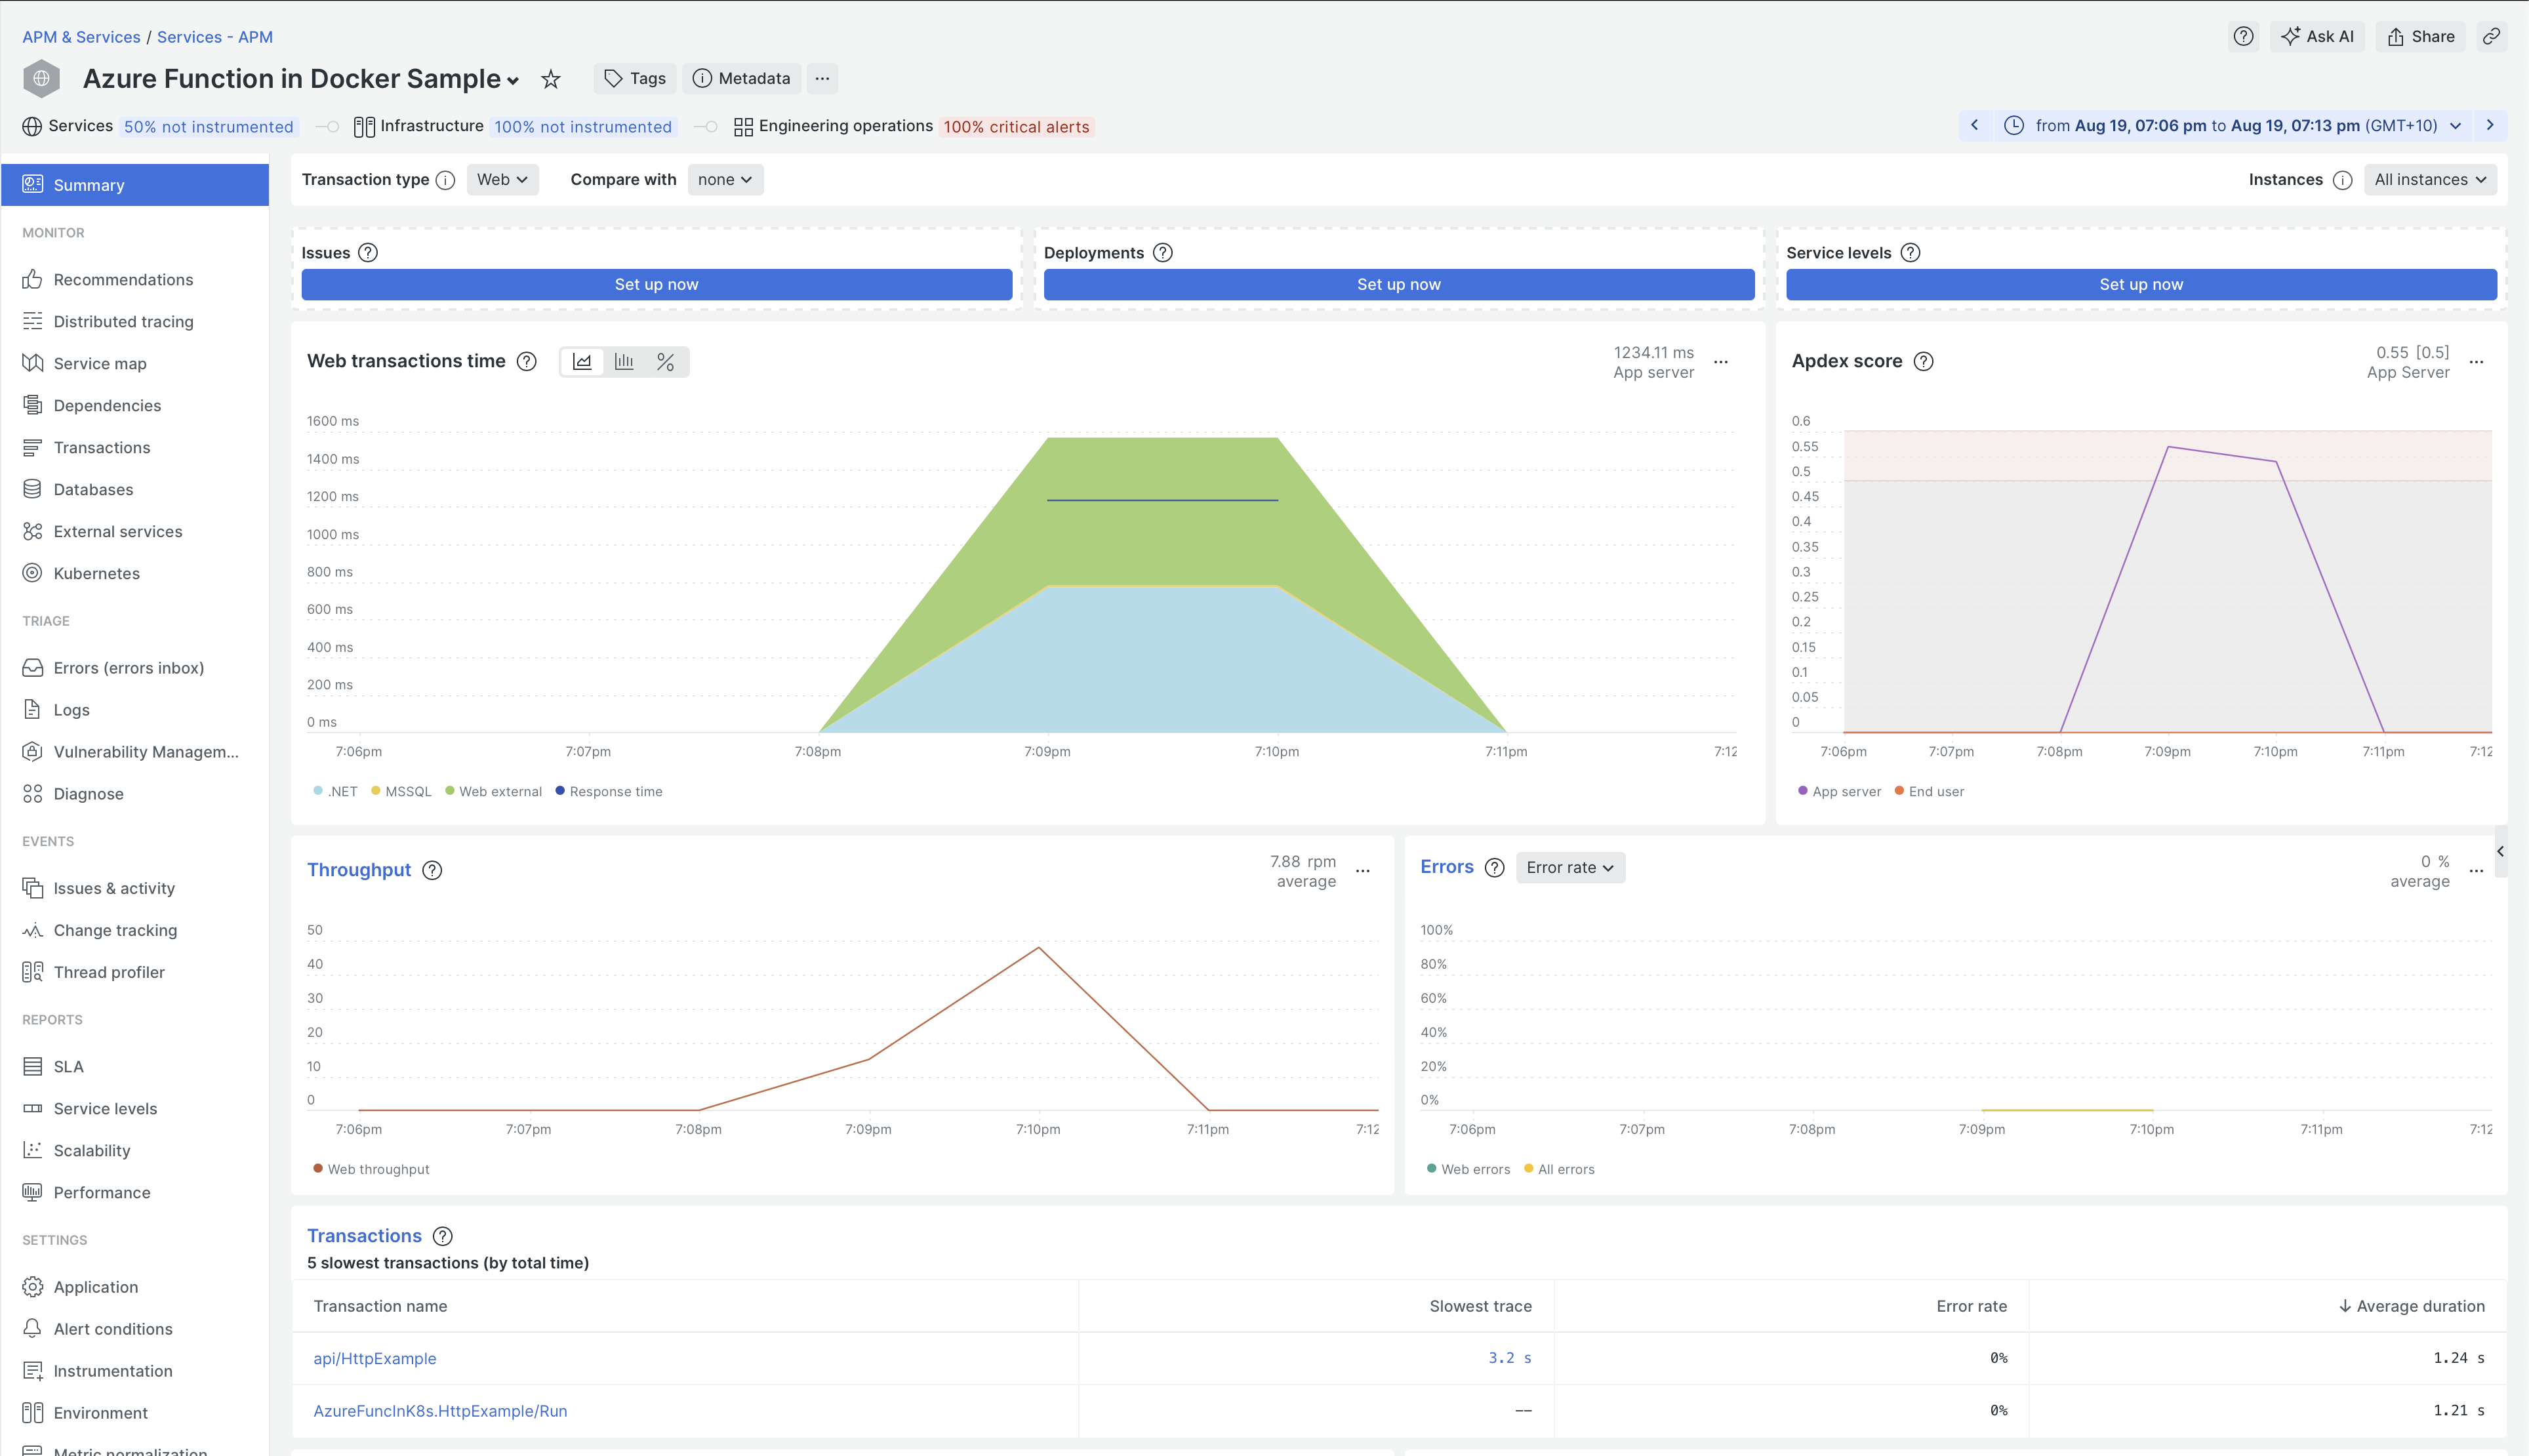 APM & Services / Services - APM
Ask AI
Share
Azure Function in Docker Sample
Tags
Metadata
Services 50% not instrumented
Infrastructure 100% not instrumented
Engineering operations 100% critical alerts
from Aug 19, 07:06 pm to Aug 19, 07:13 pm (GMT+10)
Summary
MONITOR
Recommendations
Distributed tracing
Service map
Dependencies
Transactions
Databases
External services
Kubernetes
TRIAGE
Errors (errors inbox)
Logs
Vulnerability Managem...
Diagnose
EVENTS
Issues & activity
Change tracking
Thread profiler
REPORTS
SLA
Service levels
Scalability
Performance
SETTINGS
Application
Alert conditions
Instrumentation
Environment
Metric normalization
Transaction type Web
Compare with none
Instances All instances
Issues
Set up now
Deployments
Set up now
Service levels
Set up now
Web transactions time
%
1234.11 ms
App server
1600 ms
1400 ms
1200 ms
1000 ms
800 ms
600 ms
400 ms
200 ms
0 ms
7:06pm 7:07pm 7:08pm 7:09pm 7:10pm 7:11pm 7:12
.NET MSSQL Web external Response time
Apdex score
0.55 [0.5]
App Server
0.6
0.55
0.5
0.45
0.4
0.35
0.3
0.25
0.2
0.15
0.1
0.05
0
7:06pm 7:07pm 7:08pm 7:09pm 7:10pm 7:11pm 7:12
App server End user
Throughput
7.88 rpm
average
50
40
30
20
10
0
7:06pm 7:07pm 7:08pm 7:09pm 7:10pm 7:11pm 7:12
Web throughput
Errors Error rate
0 %
average
100%
80%
60%
40%
20%
0%
7:06pm 7:07pm 7:08pm 7:09pm 7:10pm 7:11pm 7:12
Web errors All errors
Transactions
5 slowest transactions (by total time)
Transaction name Slowest trace Error rate Average duration
api/HttpExample 3.2 s 0% 1.24 s
AzureFuncInK8s.HttpExample/Run –– 0% 1.21 s